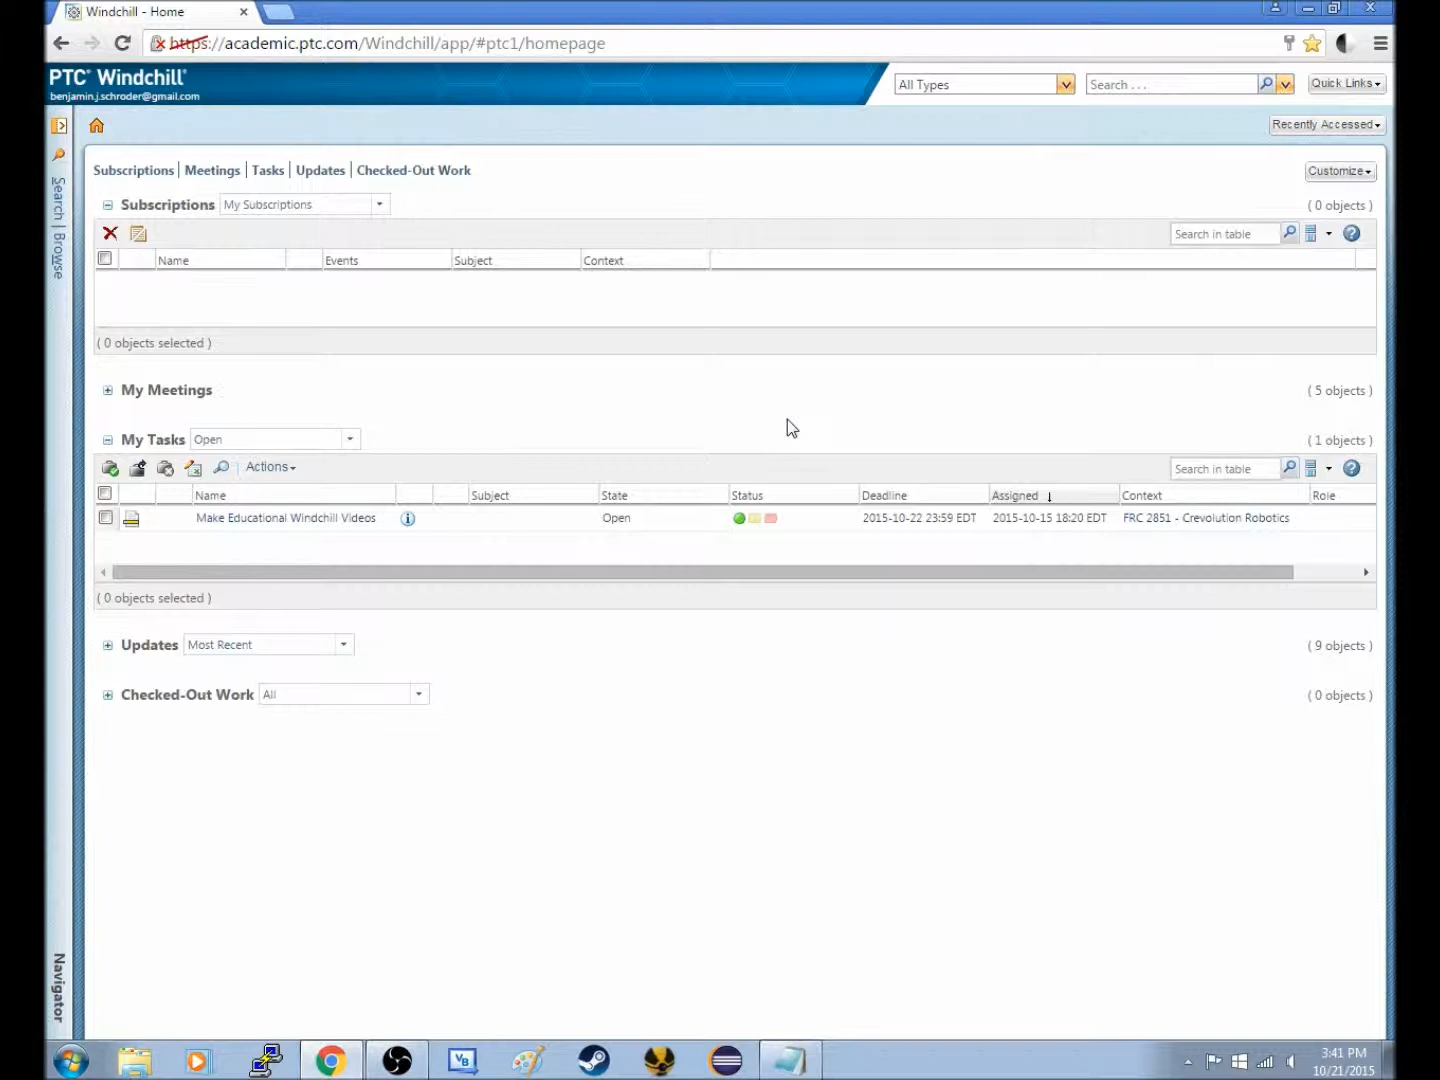 Windchill - Home
https://academic.ptc.com/Windchill/app/#ptc1/homepage
PTC® Windchill®
benjamin.j.schroder@gmail.com
All Types
Search . . .
Quick Links
Recently Accessed
Subscriptions | Meetings | Tasks | Updates | Checked-Out Work
Customize
Subscriptions My Subscriptions ( 0 objects )
Search in table
Name Events Subject Context
( 0 objects selected )
My Meetings ( 5 objects )
My Tasks Open ( 1 objects )
Actions Search in table
Name Subject State Status Deadline Assigned Context Role
Make Educational Windchill Videos Open 2015-10-22 23:59 EDT 2015-10-15 18:20 EDT FRC 2851 - Crevolution Robotics
( 0 objects selected )
Updates Most Recent ( 9 objects )
Checked-Out Work All ( 0 objects )
Search | Browse
Navigator
VB
3:41 PM
10/21/2015